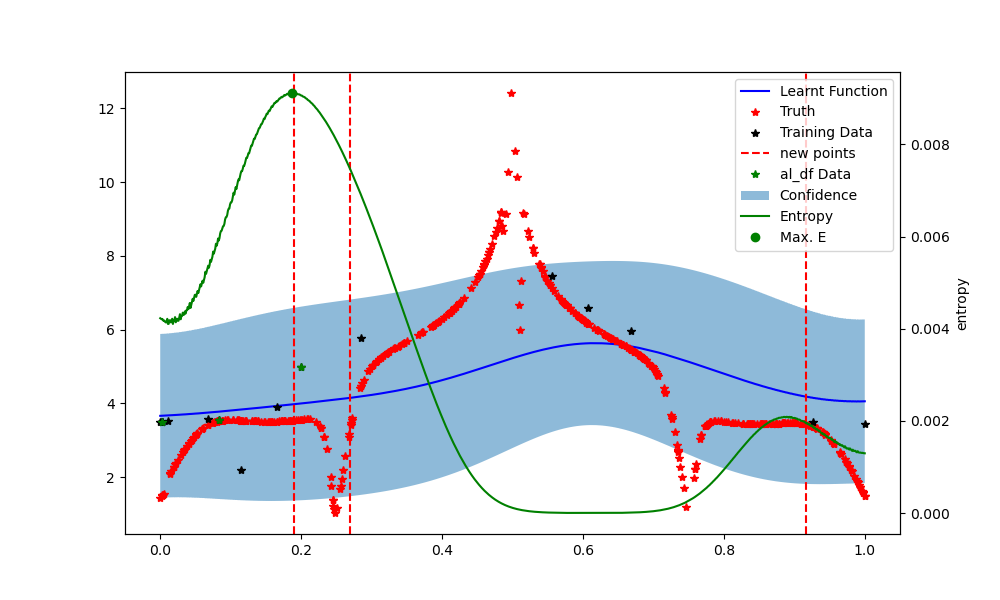 12
10
8
6
4
2
0.0
0.2
0.4
0.6
0.8
1.0
0.008
0.006
0.004
0.002
0.000
entropy
Learnt Function
Truth
Training Data
new points
al_df Data
Confidence
Entropy
Max. E